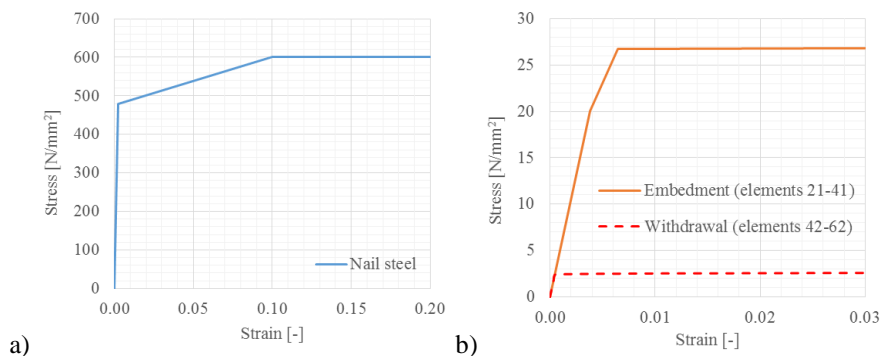 700
600
500
400
300
200
100
0
Stress [N/mm²]
0.00 0.05 0.10 0.15 0.20
Strain [-]
Nail steel
a)
30
25
20
15
10
5
0
Stress [N/mm²]
Embedment (elements 21-41)
Withdrawal (elements 42-62)
0.00 0.01 0.02 0.03
Strain [-]
b)